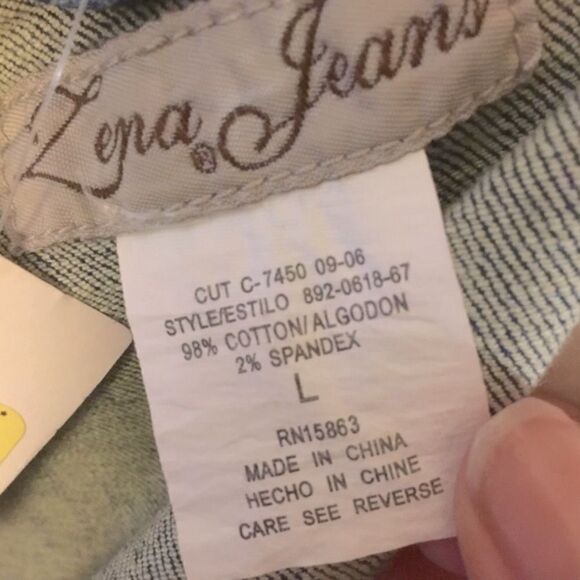 Zena Jeans
®
CUT C-7450 09-06
STYLE/ESTILO 892-0618-67
98% COTTON/ALGODON
2% SPANDEX
L
RN15863
MADE IN CHINA
HECHO IN CHINE
CARE SEE REVERSE